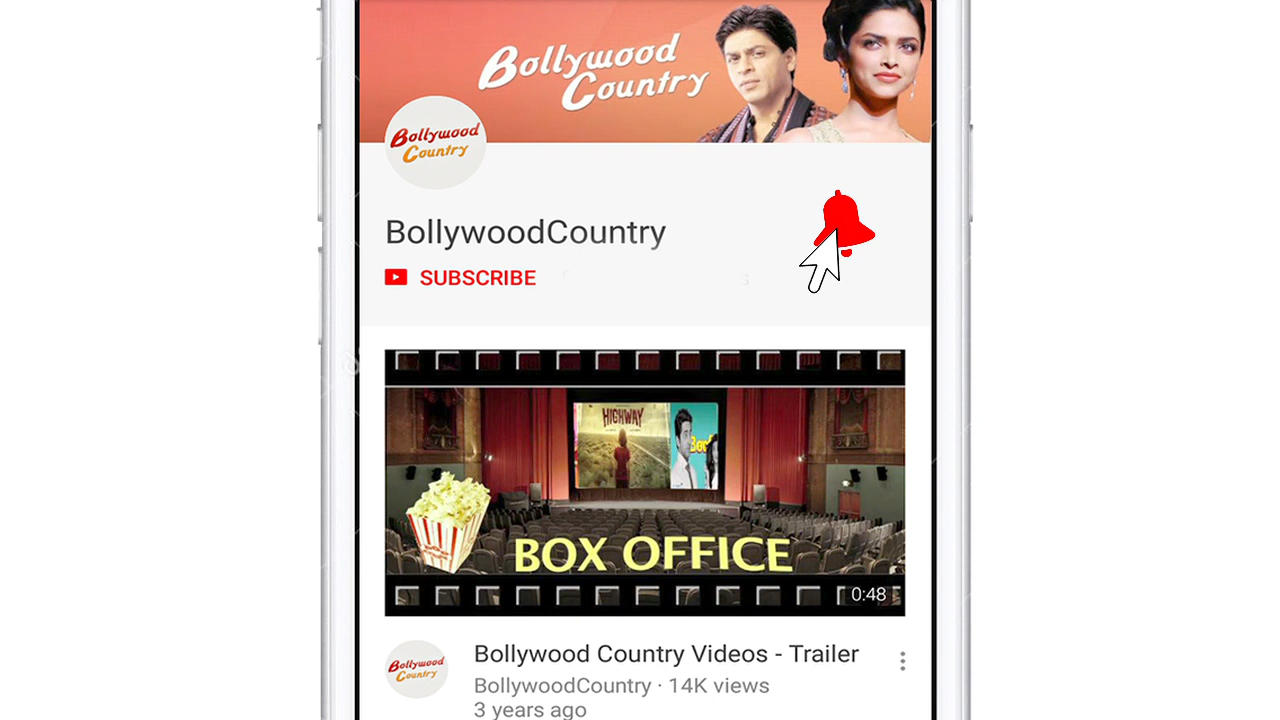 Bollywood
Country
Bollywood
Country
BollywoodCountry
SUBSCRIBE
HIGHWAY
BOX OFFICE
0:48
Bollywood
Country
Bollywood Country Videos - Trailer
BollywoodCountry · 14K views
3 years ago